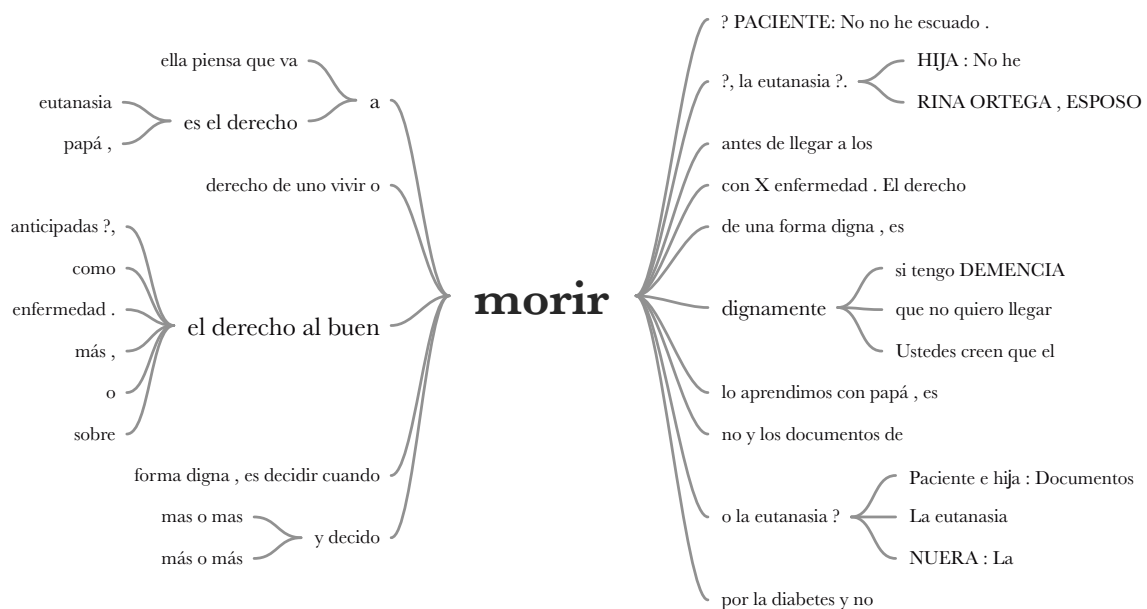 ella piensa que va
eutanasia
papá ,
es el derecho
a
derecho de uno vivir o
anticipadas ?,
como
enfermedad .
más ,
o
sobre
el derecho al buen
forma digna , es decidir cuando
mas o mas
más o más
y decido
morir
? PACIENTE: No no he escuado .
?, la eutanasia ?.
HIJA : No he
RINA ORTEGA , ESPOSO
antes de llegar a los
con X enfermedad . El derecho
de una forma digna , es
dignamente
si tengo DEMENCIA
que no quiero llegar
Ustedes creen que el
lo aprendimos con papá , es
no y los documentos de
o la eutanasia ?
Paciente e hija : Documentos
La eutanasia
NUERA : La
por la diabetes y no